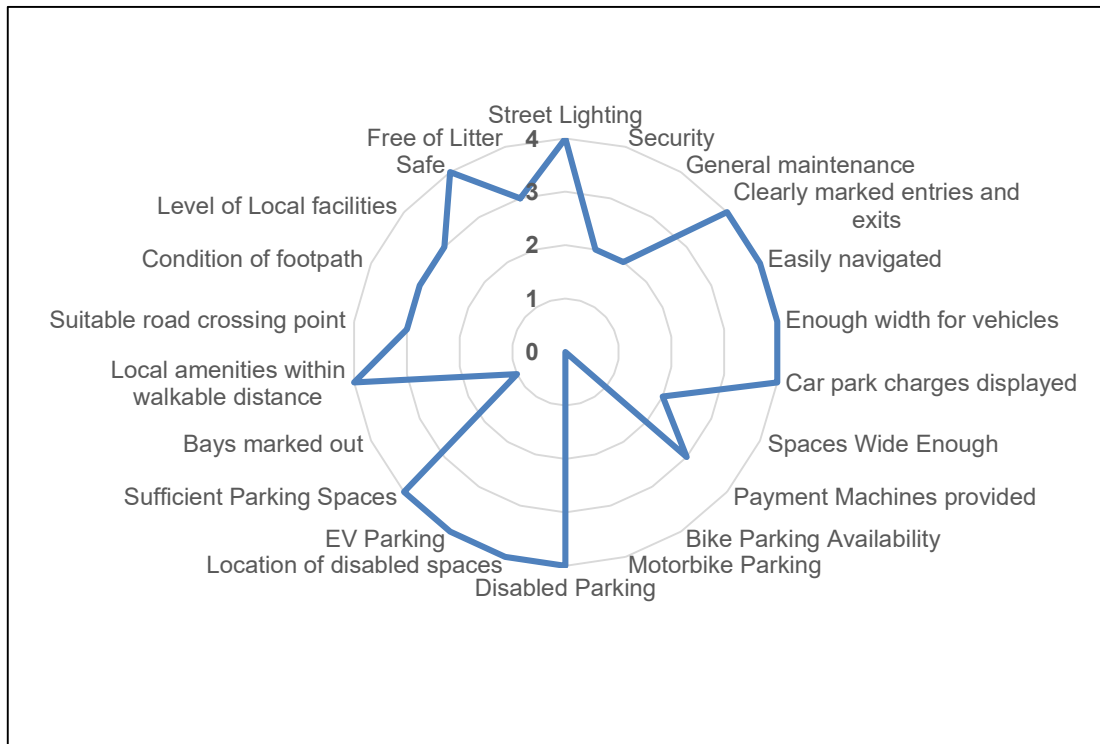 Street Lighting
Free of Litter
4
Security
Safe
General maintenance
3
Clearly marked entries and
exits
Level of Local facilities
2
Condition of footpath
Easily navigated
1
Suitable road crossing point
Enough width for vehicles
0
Local amenities within
walkable distance
Car park charges displayed
Bays marked out
Spaces Wide Enough
Sufficient Parking Spaces
Payment Machines provided
EV Parking
Bike Parking Availability
Location of disabled spaces
Motorbike Parking
Disabled Parking